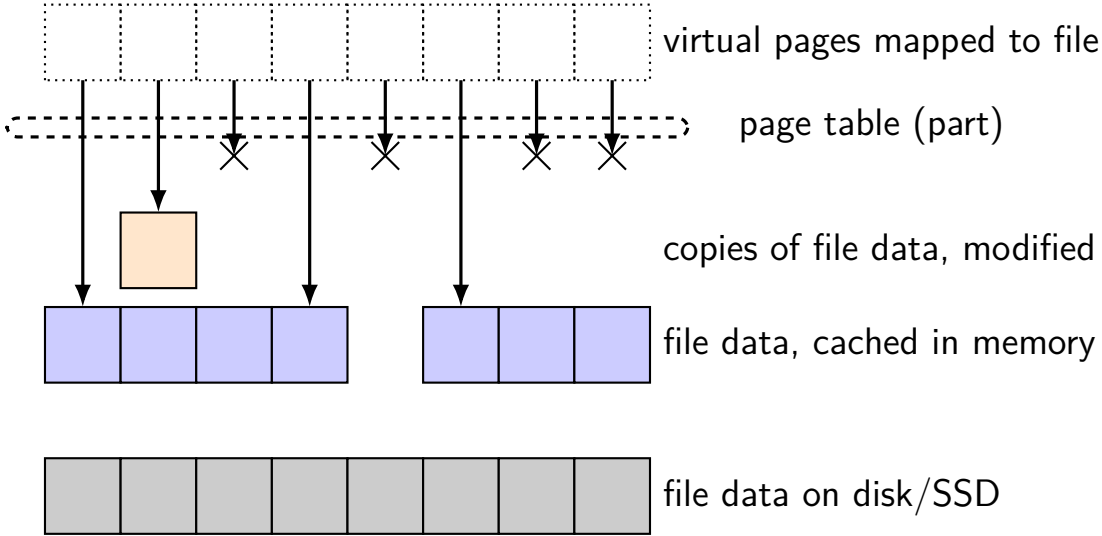 virtual pages mapped to file
page table (part)
copies of file data, modified
file data, cached in memory
file data on disk/SSD